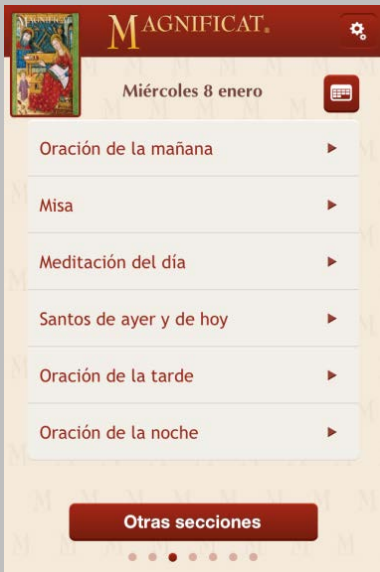 MAGNIFICAT®
Miércoles 8 enero
Oración de la mañana
Misa
Meditación del día
Santos de ayer y de hoy
Oración de la tarde
Oración de la noche
Otras secciones